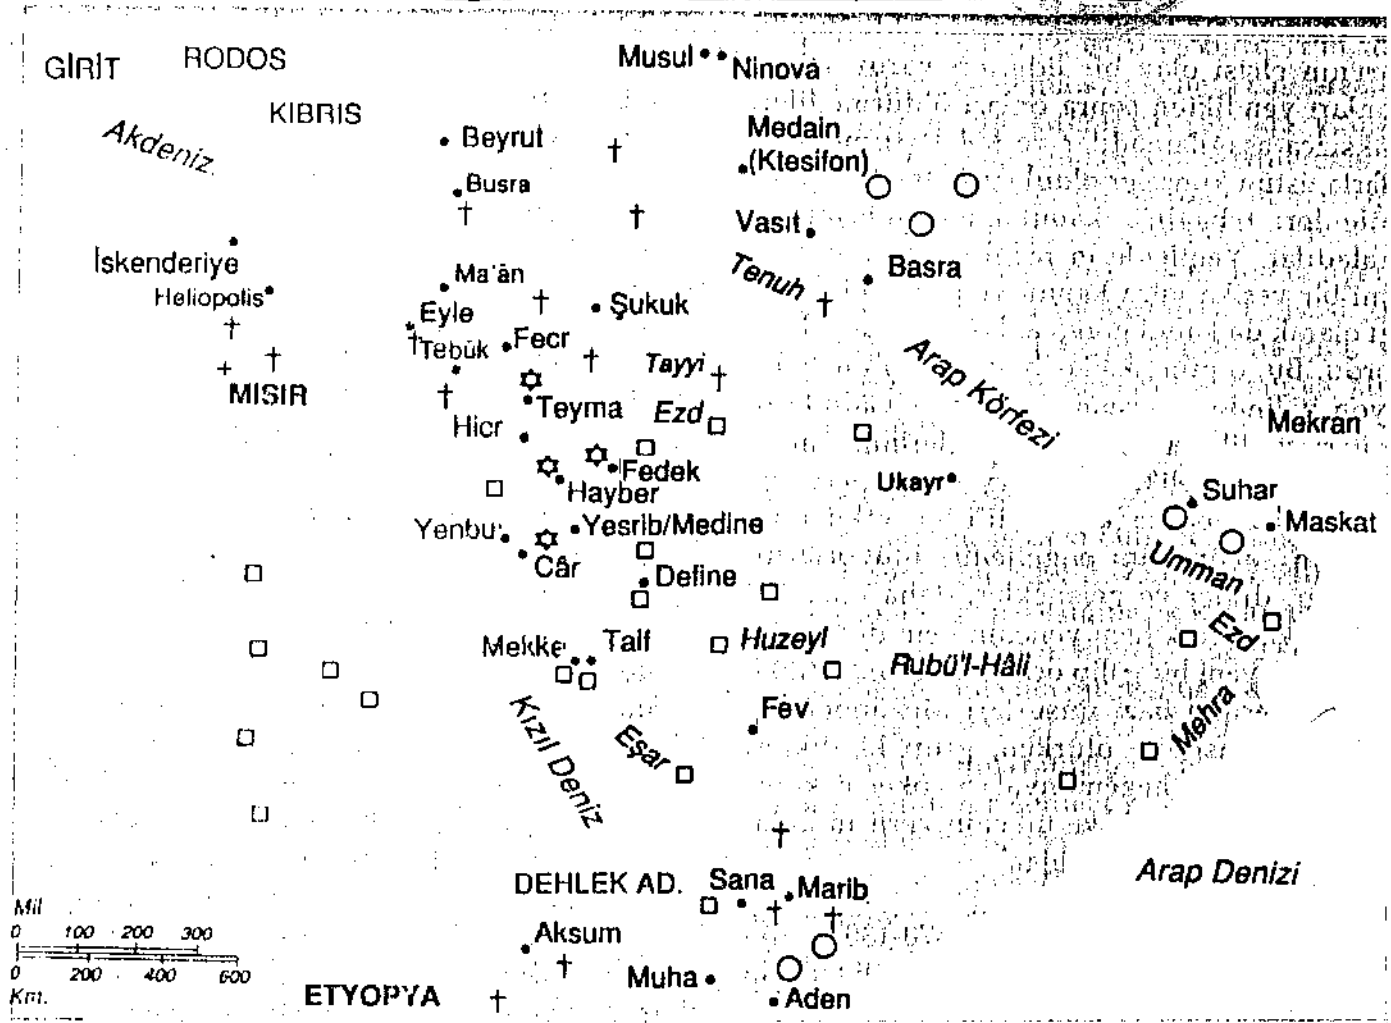 GİRİT
RODOS
KIBRIS
Akdeniz
Musul
Ninova
Beyrut
Medain
(Ktesifon)
Busra
Vasıt
İskenderiye
Heliopolis
Ma'ān
Tenuh
Basra
Eyle
Şukuk
Tebük
Fecr
Tayyi
Arap Körfezi
MISIR
Teyma
Ezd
Hicr
Mekran
Fedek
Hayber
Ukayr
Suhar
Yenbu
Yesrib/Medine
Maskat
Câr
Umman
Define
Mekke
Taif
Huzeyl
Rubü'l-Hâli
Ezd
Kızıl Deniz
Eşar
Fev
Mehra
DEHLEK AD.
Sana
Marib
Arap Denizi
Mil
0 100 200 300
0 200 400 600
Km.
Aksum
Muha
ETYOPYA
Aden